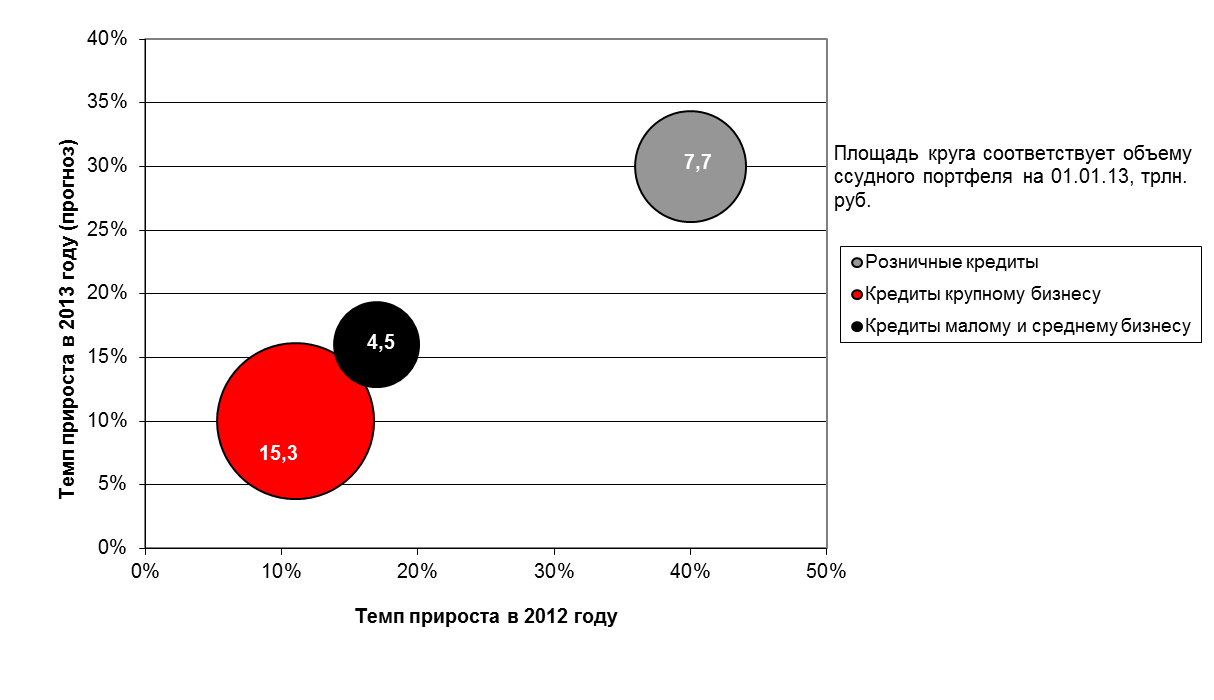 40%
35%
30%
25%
20%
15%
10%
5%
0%
Темп прироста в 2013 году (прогноз)
7,7
4,5
15,3
0%
10%
20%
30%
40%
50%
Темп прироста в 2012 году
Площадь круга соответствует объему
ссудного портфеля на 01.01.13, трлн.
руб.
Розничные кредиты
Кредиты крупному бизнесу
Кредиты малому и среднему бизнесу